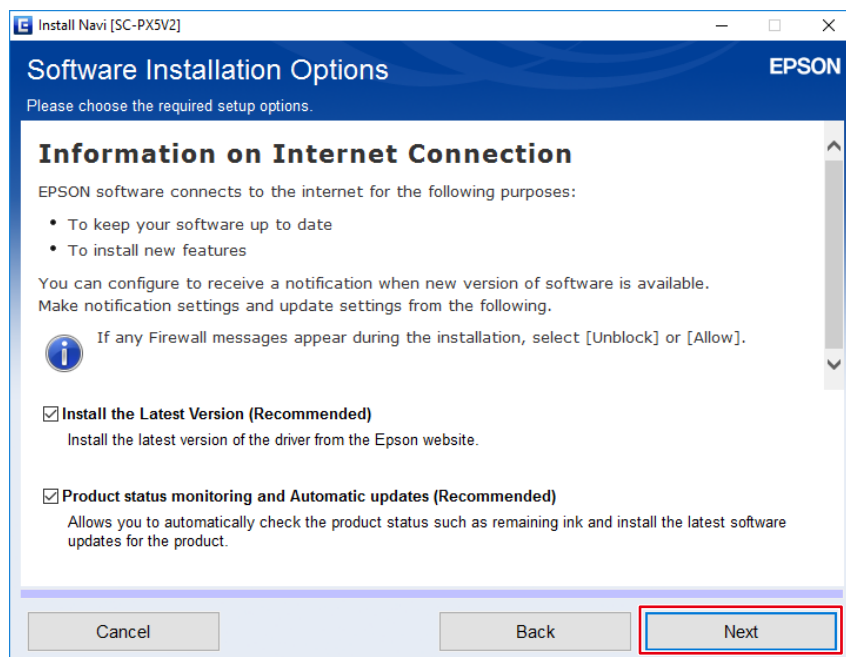 Install Navi [SC-PX5V2]
Software Installation Options
EPSON
Please choose the required setup options.
Information on Internet Connection
EPSON software connects to the internet for the following purposes:
• To keep your software up to date
• To install new features
You can configure to receive a notification when new version of software is available.
Make notification settings and update settings from the following.
If any Firewall messages appear during the installation, select [Unblock] or [Allow].
Install the Latest Version (Recommended)
Install the latest version of the driver from the Epson website.
Product status monitoring and Automatic updates (Recommended)
Allows you to automatically check the product status such as remaining ink and install the latest software
updates for the product.
Cancel
Back
Next